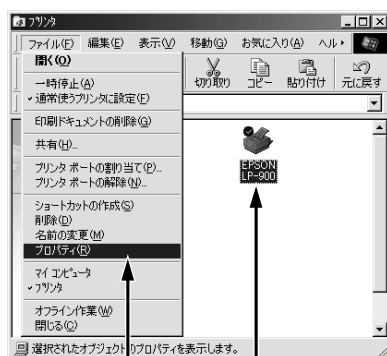 プリンタ
ファイル(F) 編集(E) 表示(V) 移動(G) お気に入り(A) ヘル
開く(O)
一時停止(A)
通常使うプリンタに設定(F)
印刷ドキュメントの削除(G)
共有(H)...
プリンタ ポートの割り当て(P)...
プリンタ ポートの解除(N)...
ショートカットの作成(S)
削除(D)
名前の変更(M)
プロパティ(R)
マイ コンピュータ
プリンタ
オフライン作業(W)
閉じる(C)
切り取り コピー 貼り付け 元に戻す
EPSON
LP-900
選択されたオブジェクトのプロパティを表示します。